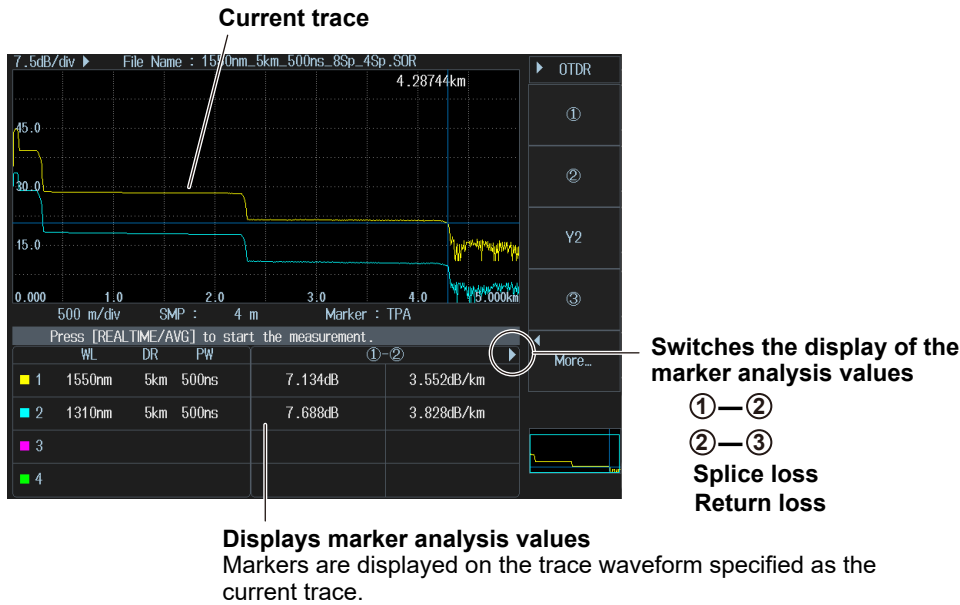 Current trace
7.5dB/div ▶ File Name : 1550nm_5km_500ns_8Sp_4Sp.SOR
▶ OTDR
4.28744km
①
45.0
②
30.0
Y2
15.0
③
0.000 1.0 2.0 3.0 4.0 5.000km
500 m/div SMP : 4 m Marker : TPA
Press [REALTIME/AVG] to start the measurement.
More…
WL DR PW ①-② ▶
1 1550nm 5km 500ns 7.134dB 3.552dB/km
2 1310nm 5km 500ns 7.688dB 3.828dB/km
3
4
Switches the display of the
marker analysis values
①—②
②—③
Splice loss
Return loss
Displays marker analysis values
Markers are displayed on the trace waveform specified as the
current trace.